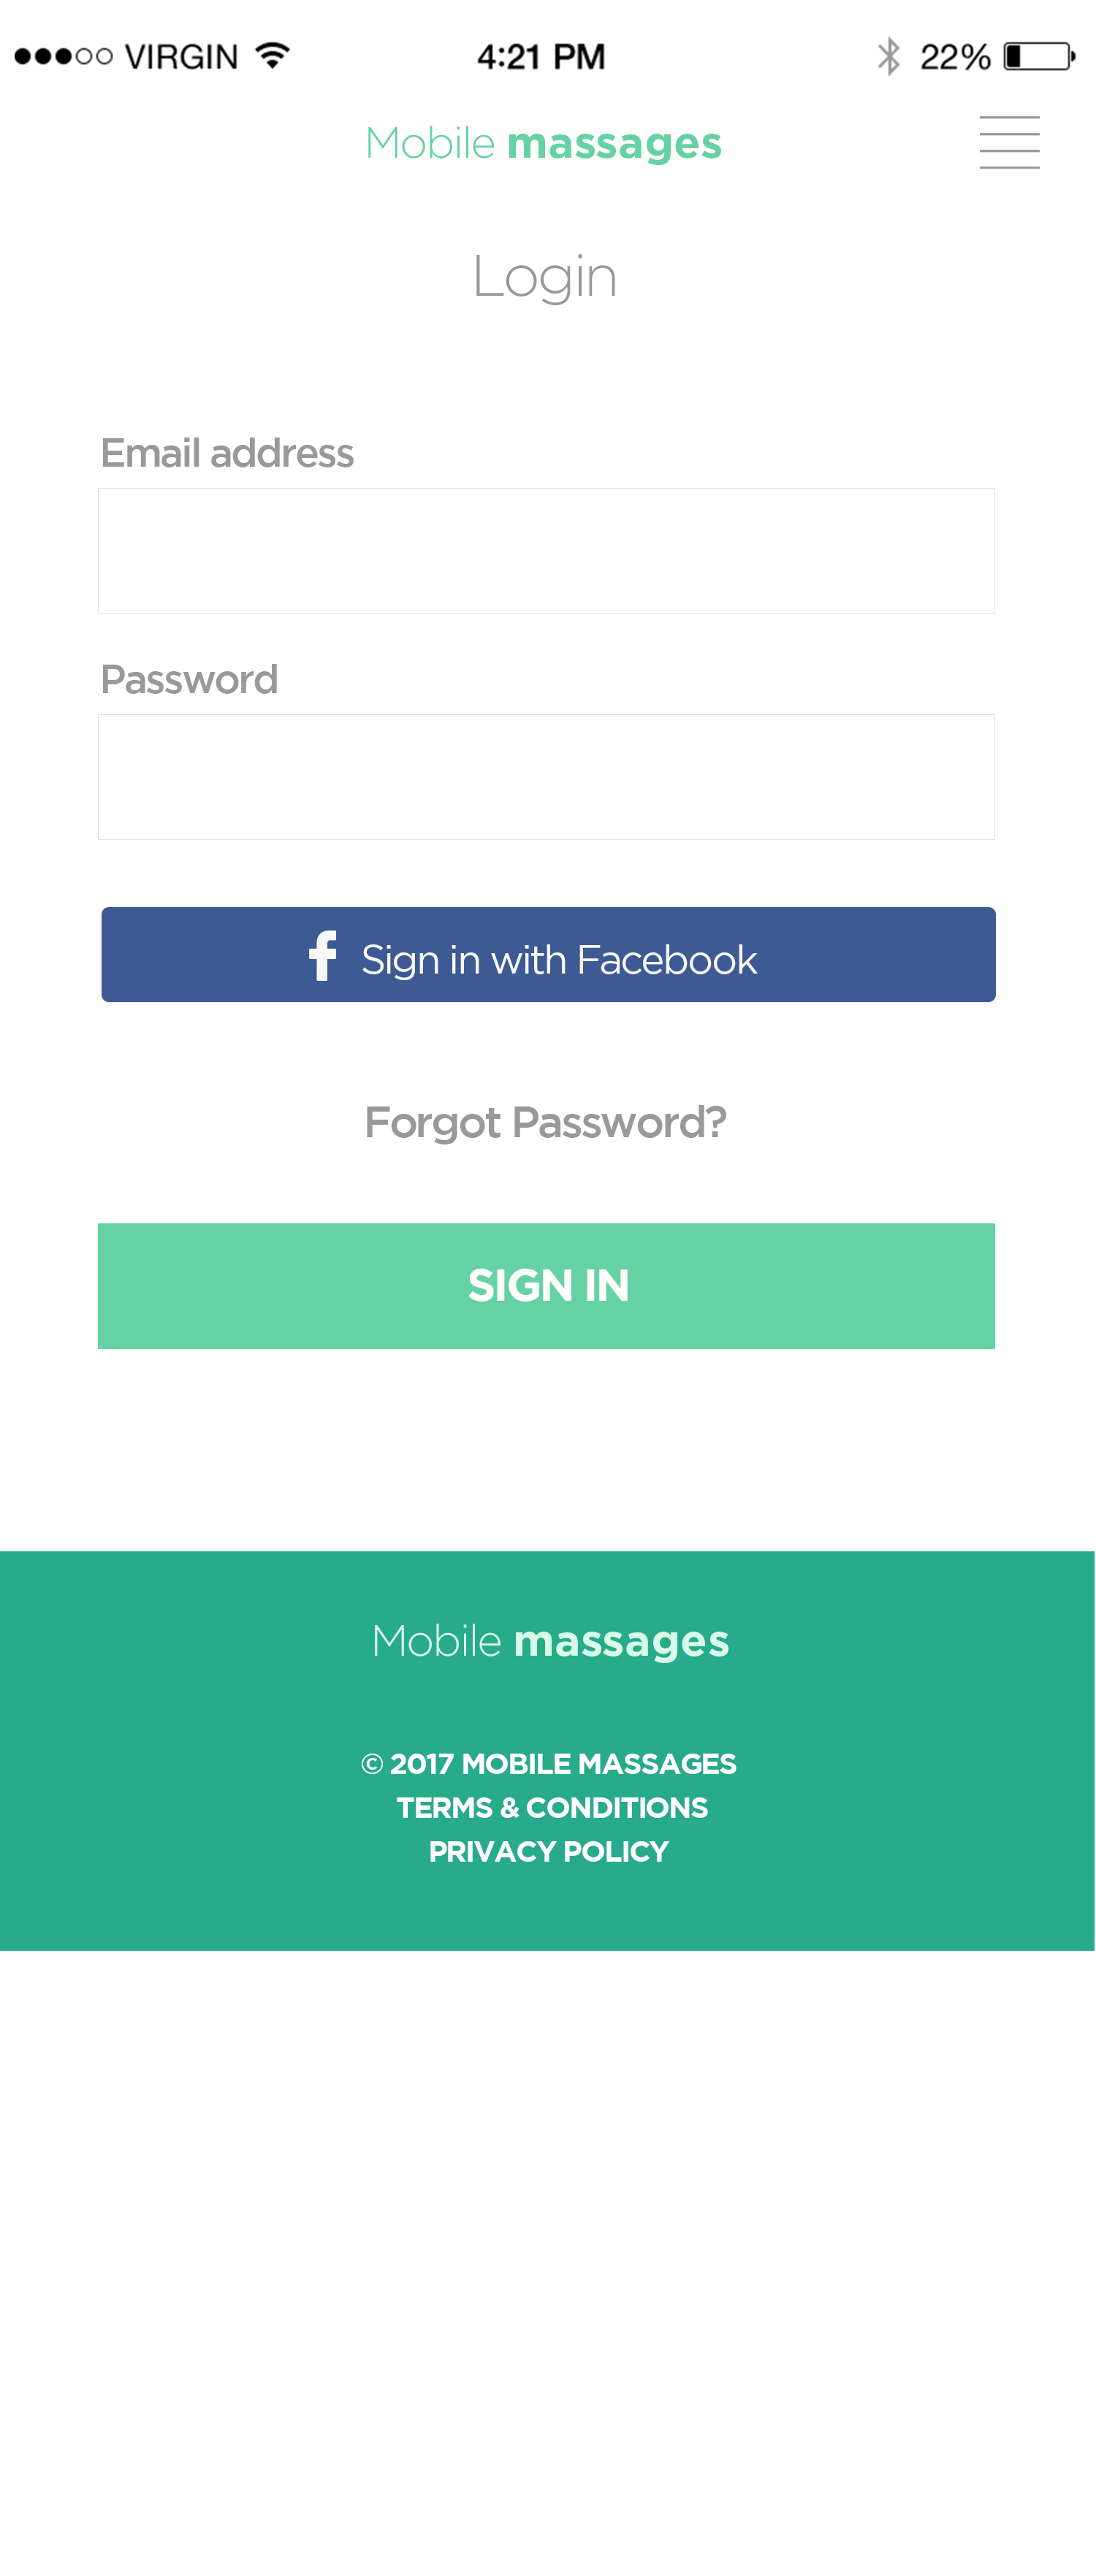 VIRGIN 4:21 PM 22%
Mobile massages
Login
Email address
Password
f Sign in with Facebook
Forgot Password?
SIGN IN
Mobile massages
© 2017 MOBILE MASSAGES
TERMS & CONDITIONS
PRIVACY POLICY